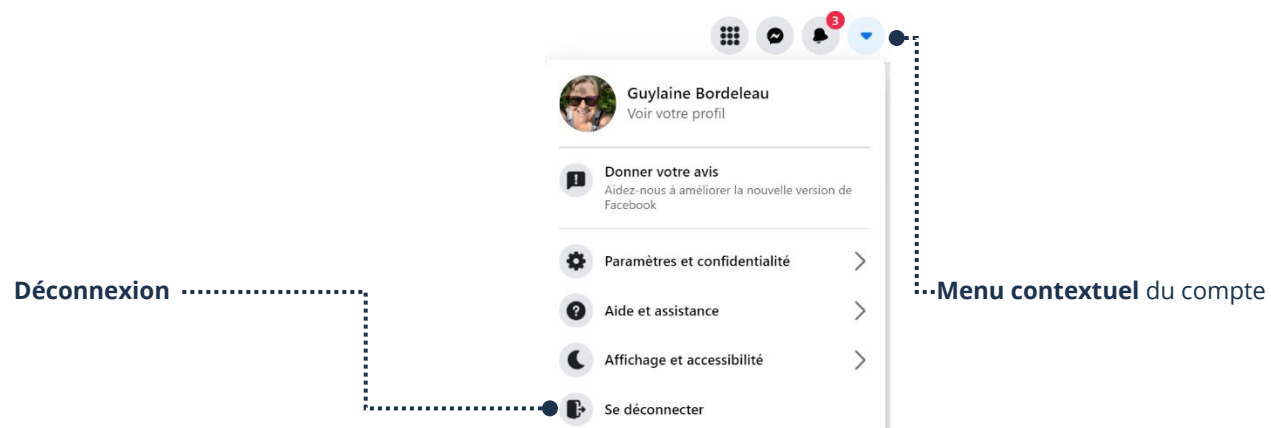 3
Guylaine Bordeleau
Voir votre profil
Donner votre avis
Aidez-nous à améliorer la nouvelle version de
Facebook
Paramètres et confidentialité
Déconnexion
Menu contextuel du compte
Aide et assistance
Affichage et accessibilité
Se déconnecter